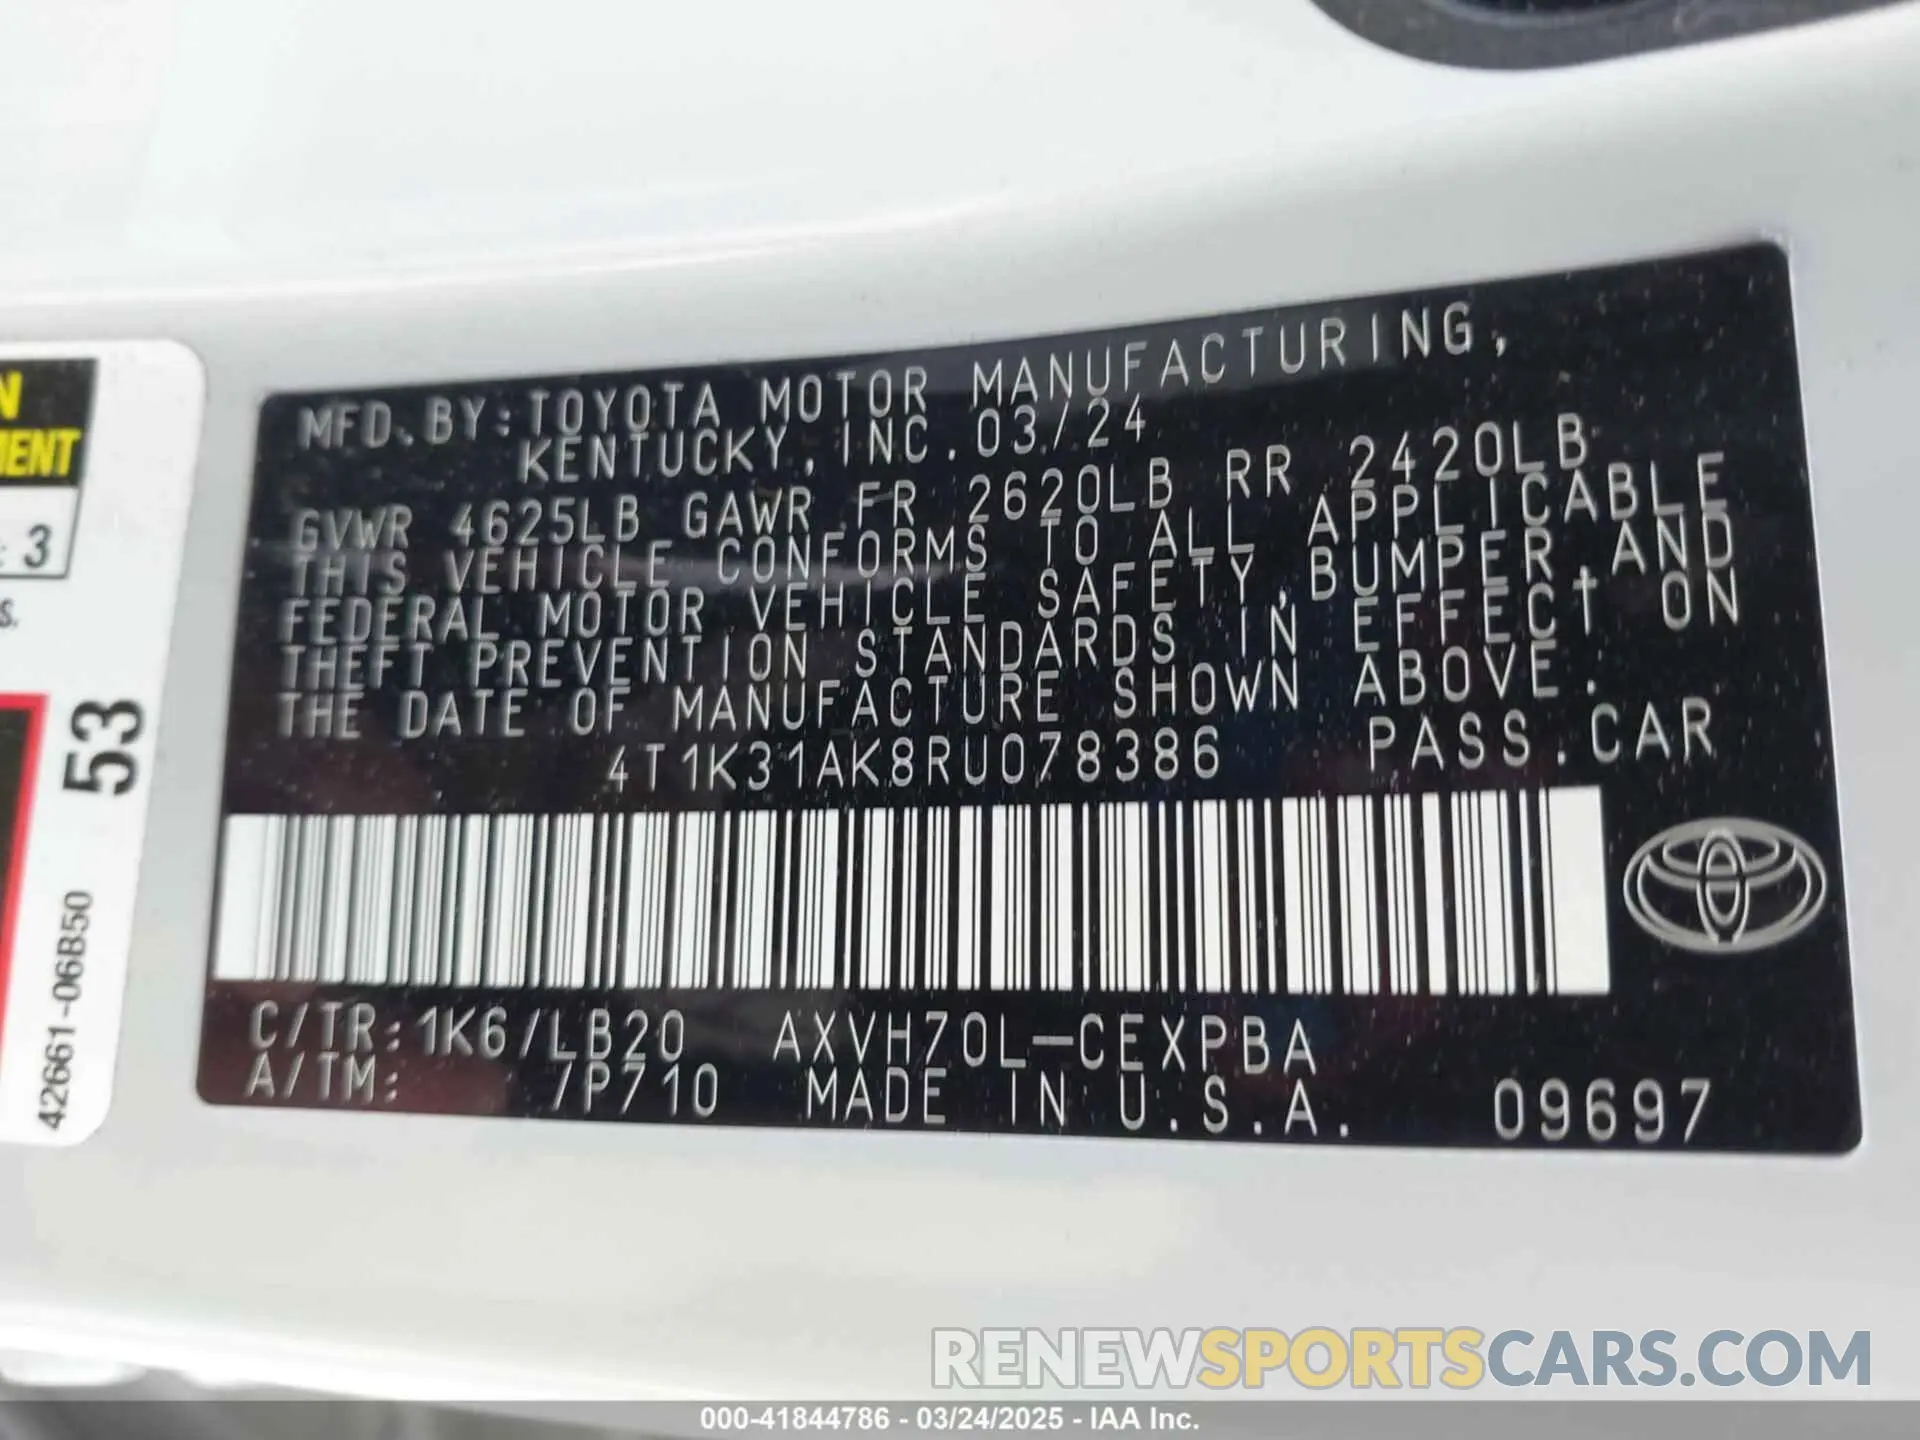 MFD. BY: TOYOTA MOTOR MANUFACTURING,
KENTUCKY, INC. 03/24
GVWR 4625LB GAWR FR 2620LB RR 2420LB
THIS VEHICLE CONFORMS TO ALL APPLICABLE
FEDERAL MOTOR VEHICLE SAFETY, BUMPER, AND
THEFT PREVENTION STANDARDS IN EFFECT ON
THE DATE OF MANUFACTURE SHOWN ABOVE.
4T1K31AK8RU078386 PASS. CAR
C/TR: 1K6/LB20 AXVH70L-CEXPBA
A/TM: 7P710 MADE IN U.S.A. 09697
N
MENT
: 3
s.
53
42661-06B50
RENEWSPORTSCARS.COM
000-41844786 - 03/24/2025 - IAA Inc.